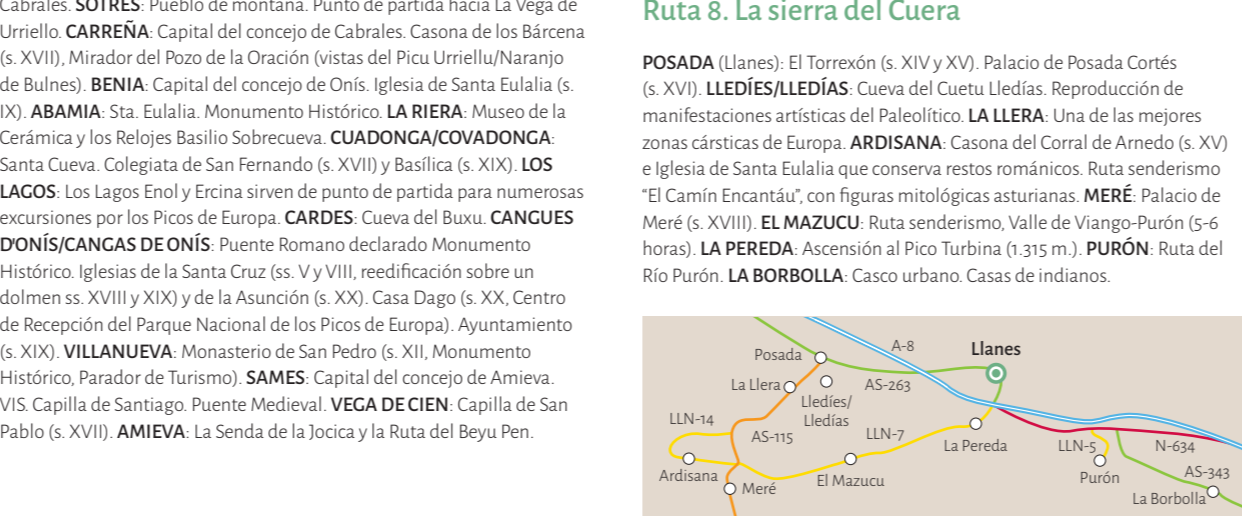 Cabrales. SOTRES: Pueblo de montaña. Punto de partida hacia La Vega de
Urriello. CARREÑA: Capital del concejo de Cabrales. Casona de los Bárcena
(s. XVII), Mirador del Pozo de la Oración (vistas del Picu Urriellu/Naranjo
de Bulnes). BENIA: Capital del concejo de Onís. Iglesia de Santa Eulalia (s.
IX). ABAMIA: Sta. Eulalia. Monumento Histórico. LA RIERA: Museo de la
Cerámica y los Relojes Basilio Sobrecueva. CUADONGA/COVADONGA:
Santa Cueva. Colegiata de San Fernando (s. XVII) y Basílica (s. XIX). LOS
LAGOS: Los Lagos Enol y Ercina sirven de punto de partida para numerosas
excursiones por los Picos de Europa. CARDES: Cueva del Buxu. CANGUES
D'ONÍS/CANGAS DE ONÍS: Puente Romano declarado Monumento
Histórico. Iglesias de la Santa Cruz (ss. V y VIII, reedificación sobre un
dolmen ss. XVIII y XIX) y de la Asunción (s. XX). Casa Dago (s. XX, Centro
de Recepción del Parque Nacional de los Picos de Europa). Ayuntamiento
(s. XIX). VILLANUEVA: Monasterio de San Pedro (s. XII, Monumento
Histórico, Parador de Turismo). SAMES: Capital del concejo de Amieva.
VIS. Capilla de Santiago. Puente Medieval. VEGA DE CIEN: Capilla de San
Pablo (s. XVII). AMIEVA: La Senda de la Jocica y la Ruta del Beyu Pen.
Ruta 8. La sierra del Cuera
POSADA (Llanes): El Torrexón (s. XIV y XV). Palacio de Posada Cortés
(s. XVI). LLEDÍES/LLEDÍAS: Cueva del Cuetu Lledías. Reproducción de
manifestaciones artísticas del Paleolítico. LA LLERA: Una de las mejores
zonas cársticas de Europa. ARDISANA: Casona del Corral de Arnedo (s. XV)
e Iglesia de Santa Eulalia que conserva restos románicos. Ruta senderismo
“El Camín Encantáu”, con figuras mitológicas asturianas. MERÉ: Palacio de
Meré (s. XVIII). EL MAZUCU: Ruta senderismo, Valle de Viango-Purón (5-6
horas). LA PEREDA: Ascensión al Pico Turbina (1.315 m.). PURÓN: Ruta del
Río Purón. LA BORBOLLA: Casco urbano. Casas de indianos.
Posada
A-8
Llanes
La Llera
AS-263
Lledíes/
Lledías
LLN-14
AS-115
LLN-7
La Pereda
LLN-5
N-634
Ardisana
Meré
El Mazucu
Purón
AS-343
La Borbolla